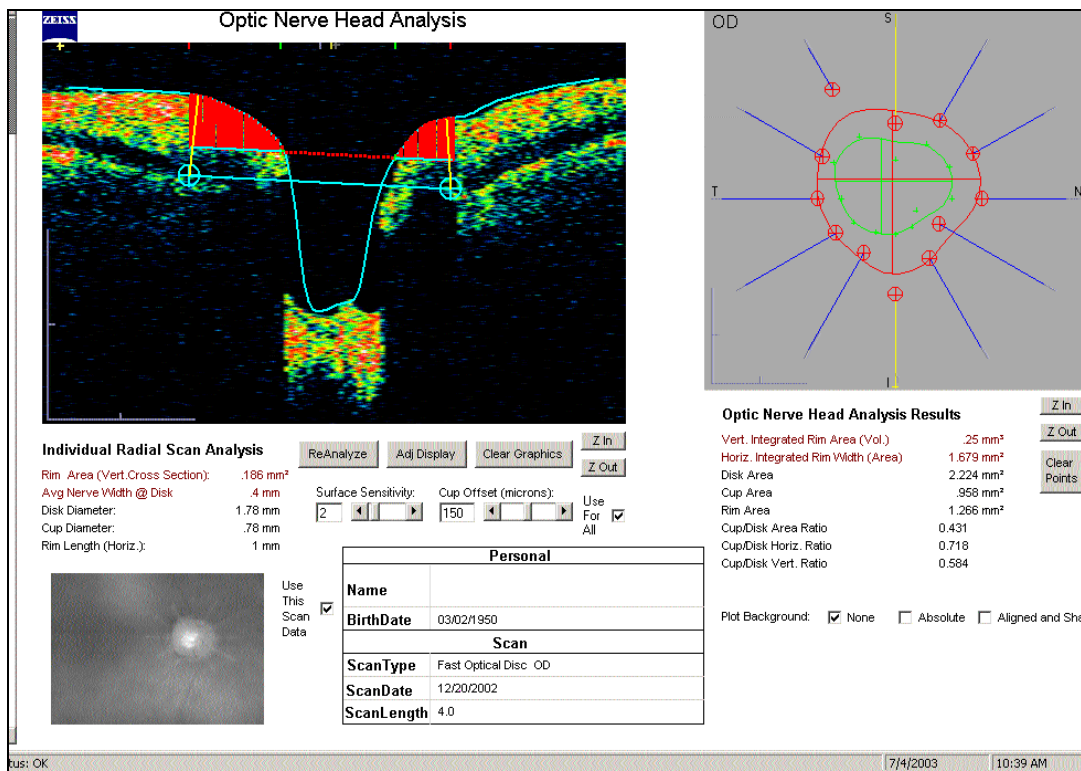 ZEISS
Optic Nerve Head Analysis
OD
S
T
N
I
Individual Radial Scan Analysis
Rim Area (Vert.Cross Section): .186 mm²
Avg Nerve Width @ Disk .4 mm
Disk Diameter: 1.78 mm
Cup Diameter: .78 mm
Rim Length (Horiz.): 1 mm
ReAnalyze
Adj Display
Clear Graphics
Z In
Z Out
Surface Sensitivity:
2
Cup Offset (microns):
150
Use
For
All
Optic Nerve Head Analysis Results
Vert. Integrated Rim Area (Vol.) .25 mm³
Horiz. Integrated Rim Width (Area) 1.679 mm²
Disk Area 2.224 mm²
Cup Area .958 mm²
Rim Area 1.266 mm²
Cup/Disk Area Ratio 0.431
Cup/Disk Horiz. Ratio 0.718
Cup/Disk Vert. Ratio 0.584
Z In
Z Out
Clear
Points
Use
This
Scan
Data
Personal
Name
BirthDate 03/02/1950
Scan
ScanType Fast Optical Disc OD
ScanDate 12/20/2002
ScanLength 4.0
Plot Background: None Absolute Aligned and Sha
tus: OK
7/4/2003
10:39 AM